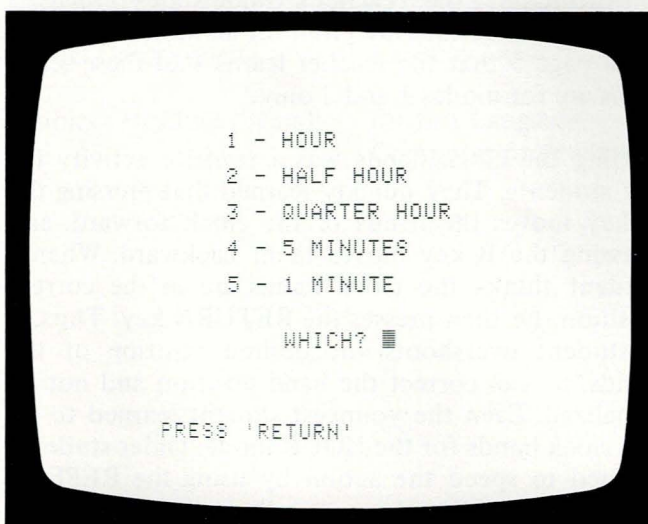 1 - HOUR
2 - HALF HOUR
3 - QUARTER HOUR
4 - 5 MINUTES
5 - 1 MINUTE
WHICH?
PRESS 'RETURN'